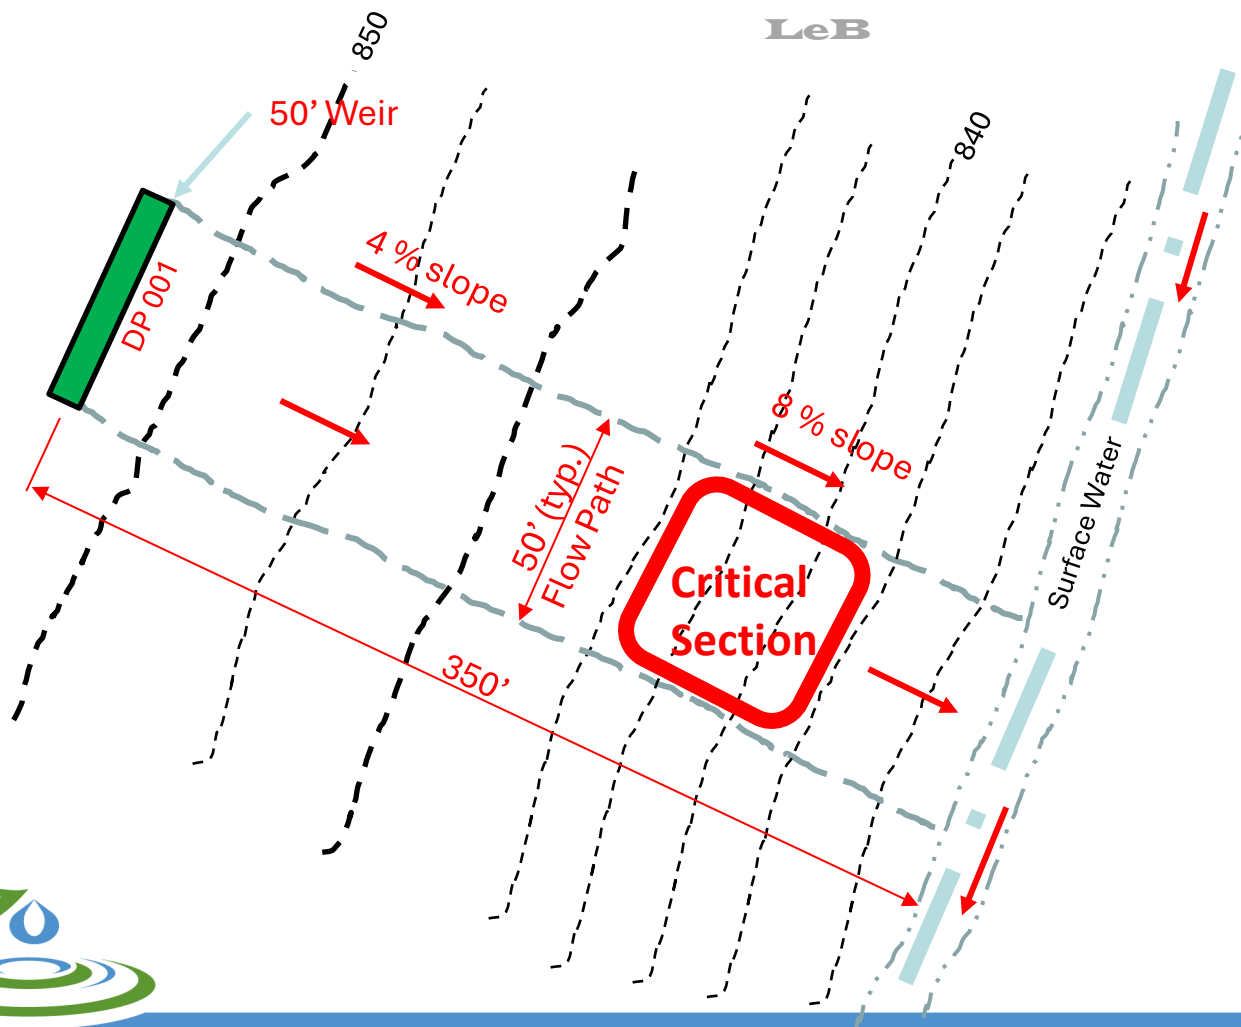 LeB
850
50’ Weir
840
4 % slope
DP 001
8 % slope
50’ (typ.)
Flow Path
Surface Water
Critical
Section
350’